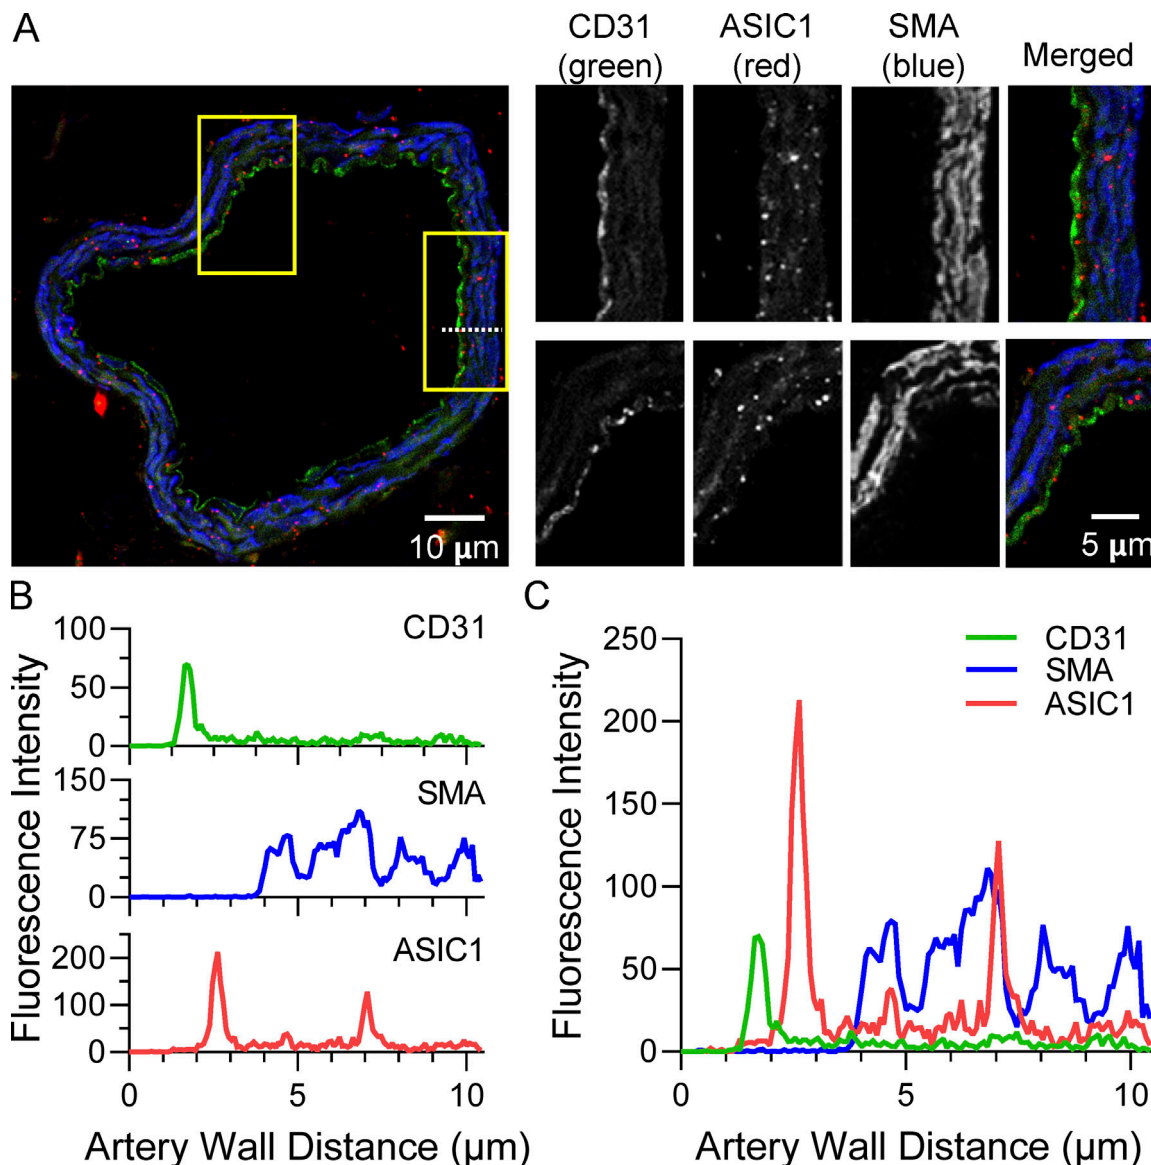 A
CD31 (green)
ASIC1 (red)
SMA (blue)
Merged
10 µm
5 µm
B
Fluorescence Intensity
100
50
0
CD31
150
75
0
SMA
200
100
0
ASIC1
0 5 10
Artery Wall Distance (µm)
C
Fluorescence Intensity
250
200
150
100
50
0
CD31
SMA
ASIC1
0 5 10
Artery Wall Distance (µm)